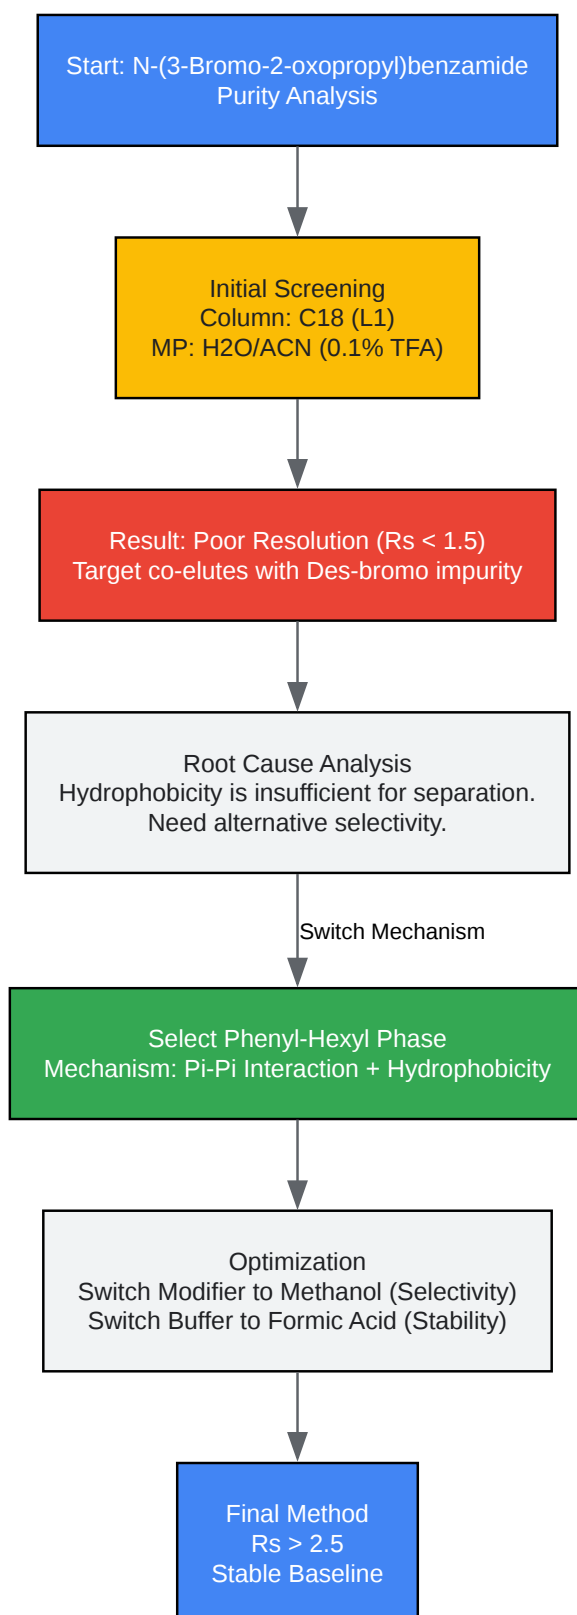 Start: N-(3-Bromo-2-oxopropyl)benzamide
Purity Analysis
Initial Screening
Column: C18 (L1)
MP: H2O/ACN (0.1% TFA)
Result: Poor Resolution (Rs < 1.5)
Target co-elutes with Des-bromo impurity
Root Cause Analysis
Hydrophobicity is insufficient for separation.
Need alternative selectivity.
Switch Mechanism
Select Phenyl-Hexyl Phase
Mechanism: Pi-Pi Interaction + Hydrophobicity
Optimization
Switch Modifier to Methanol (Selectivity)
Switch Buffer to Formic Acid (Stability)
Final Method
Rs > 2.5
Stable Baseline